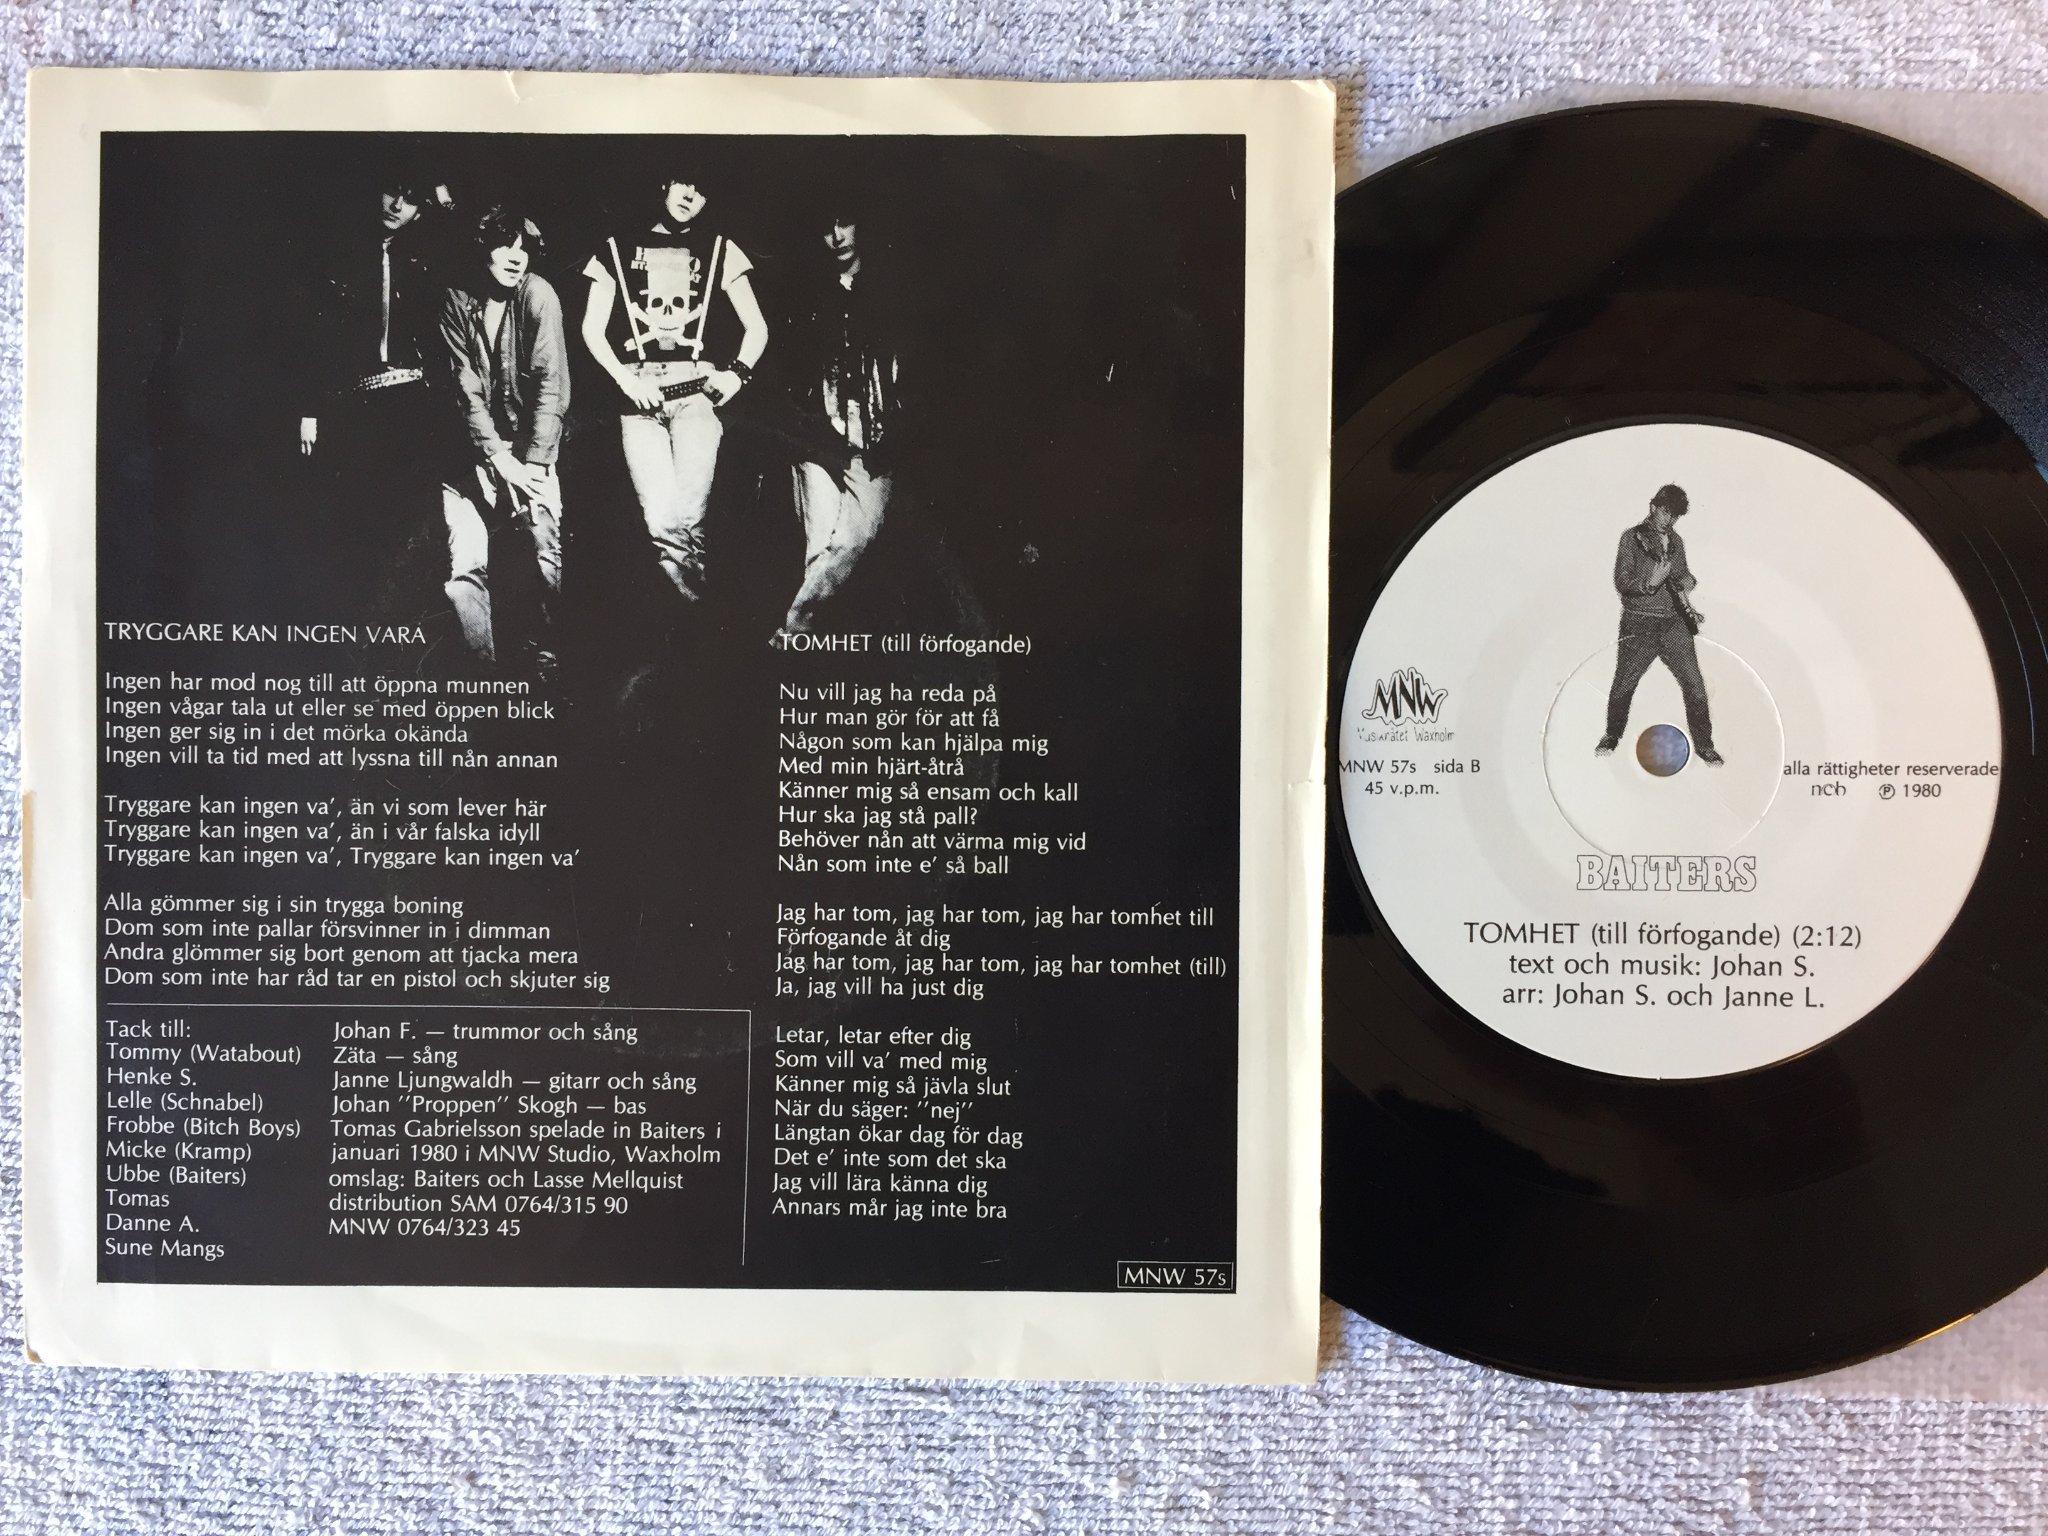 TRYGGARE KAN INGEN VARA
Ingen har mod nog till att öppna munnen
Ingen vågar tala ut eller se med öppen blick
Ingen ger sig in i det mörka okända
Ingen vill ta tid med att lyssna till nån annan
Tryggare kan ingen va', än vi som lever här
Tryggare kan ingen va', än i vår falska idyll
Tryggare kan ingen va', Tryggare kan ingen va'
Alla gömmer sig i sin trygga boning
Dom som inte pallar försvinner in i dimman
Andra glömmer sig bort genom att tjacka mera
Dom som inte har råd tar en pistol och skjuter sig
Tack till:
Tommy (Watabout)
Henke S.
Lelle (Schnabel)
Frobbe (Bitch Boys)
Micke (Kramp)
Ubbe (Baiters)
Tomas
Danne A.
Sune Mangs
Johan F. — trummor och sång
Zäta — sång
Janne Ljungwaldh — gitarr och sång
Johan "Proppen" Skogh — bas
Tomas Gabrielsson spelade in Baiters i
januari 1980 i MNW Studio, Waxholm
omslag: Baiters och Lasse Mellquist
distribution SAM 0764/315 90
MNW 0764/323 45
TOMHET (till förfogande)
Nu vill jag ha reda på
Hur man gör för att få
Någon som kan hjälpa mig
Med min hjärt-åtrå
Känner mig så ensam och kall
Hur ska jag stå pall?
Behöver nån att värma mig vid
Nån som inte e' så ball
Jag har tom, jag har tom, jag har tomhet till
Förfogande åt dig
Jag har tom, jag har tom, jag har tomhet (till)
Ja, jag vill ha just dig
Letar, letar efter dig
Som vill va' med mig
Känner mig så jävla slut
När du säger: "nej"
Längtan ökar dag för dag
Det e' inte som det ska
Jag vill lära känna dig
Annars mår jag inte bra
MNW 57s
MNW
Musiknätet Waxholm
MNW 57s sida B
45 v.p.m.
alla rättigheter reserverade
ncb ℗ 1980
BAITERS
TOMHET (till förfogande) (2:12)
text och musik: Johan S.
arr: Johan S. och Janne L.